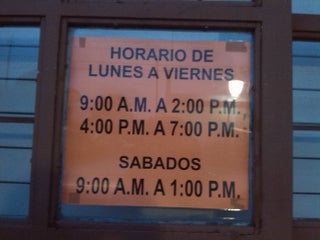 HORARIO DE
LUNES A VIERNES
9:00 A.M. A 2:00 P.M.
4:00 P.M. A 7:00 P.M.
SABADOS
9:00 A.M. A 1:00 P.M.